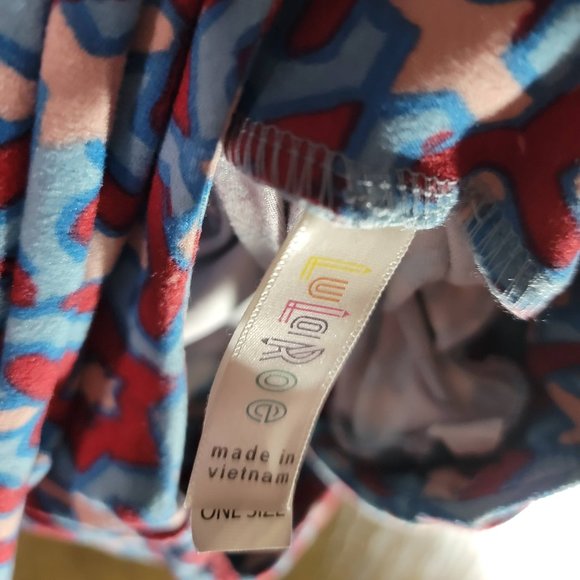 LuLaRoe
made in
vietnam
ONE SIZE